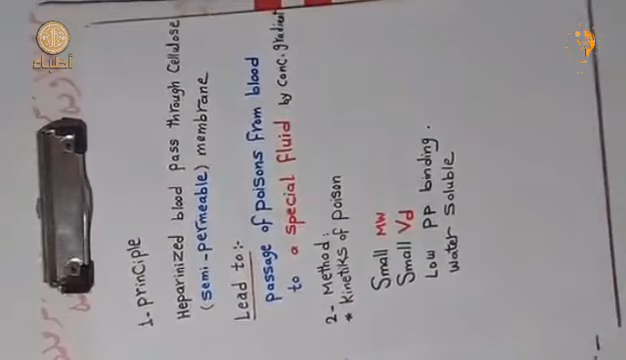 أطباء
1- principle
Heparinized blood pass through Cellulose
(semi-permeable) membrane
Lead to:-
passage of poisons from blood
to a special fluid by conc. gradient
2- Method:
* Kinetiks of poison
Small MW
Small Vd
Low PP binding.
Water soluble